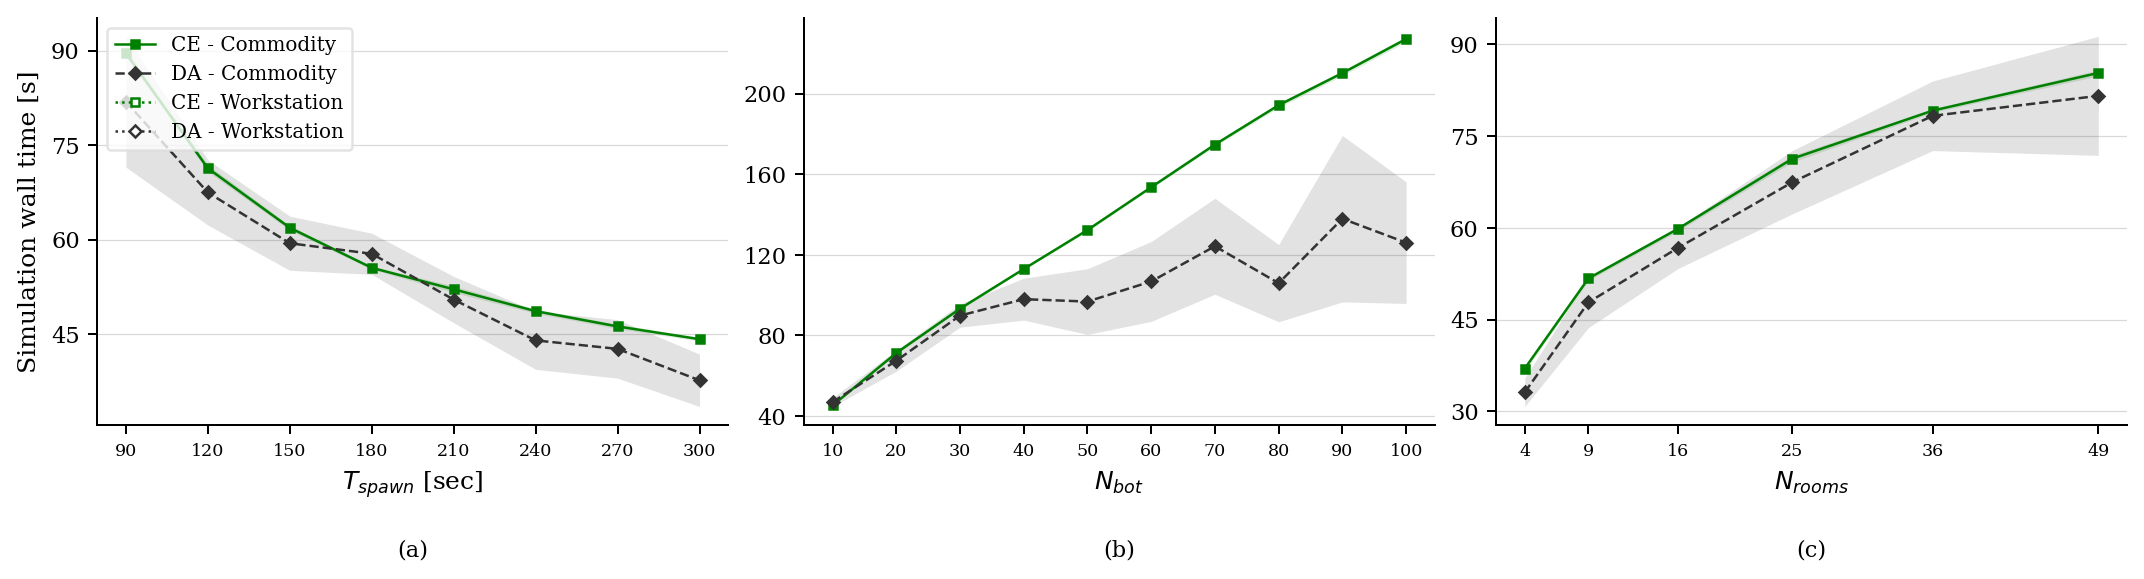 Simulation wall time [s]
90
75
60
45
CE - Commodity
DA - Commodity
CE - Workstation
DA - Workstation
90 120 150 180 210 240 270 300
T_spawn [sec]
(a)
200
160
120
80
40
10 20 30 40 50 60 70 80 90 100
N_bot
(b)
90
75
60
45
30
4 9 16 25 36 49
N_rooms
(c)